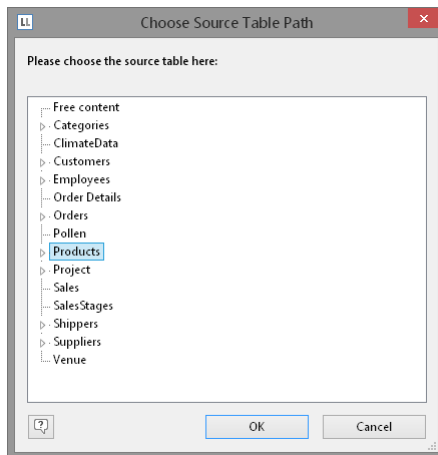 LL
Choose Source Table Path
Please choose the source table here:
Free content
Categories
ClimateData
Customers
Employees
Order Details
Orders
Pollen
Products
Project
Sales
SalesStages
Shippers
Suppliers
Venue
OK
Cancel